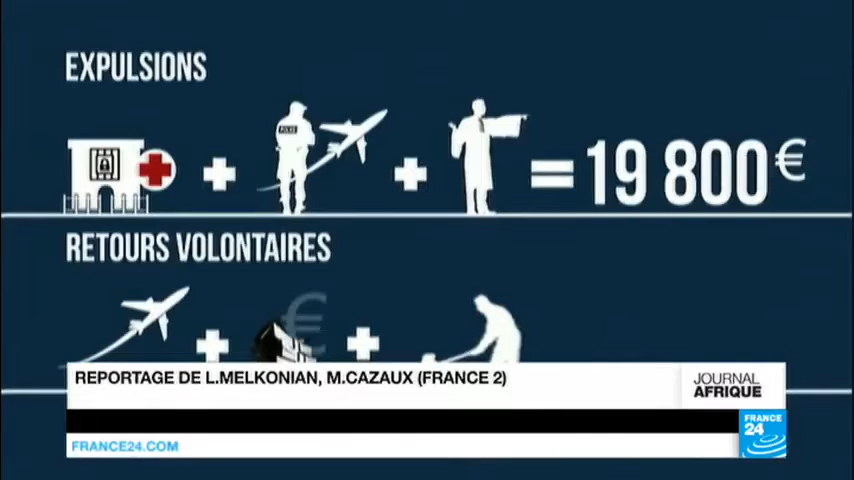 EXPULSIONS
POLICE
+ + = 19 800€
RETOURS VOLONTAIRES
+ € +
REPORTAGE DE L.MELKONIAN, M.CAZAUX (FRANCE 2)
JOURNAL
AFRIQUE
FRANCE
24
FRANCE24.COM